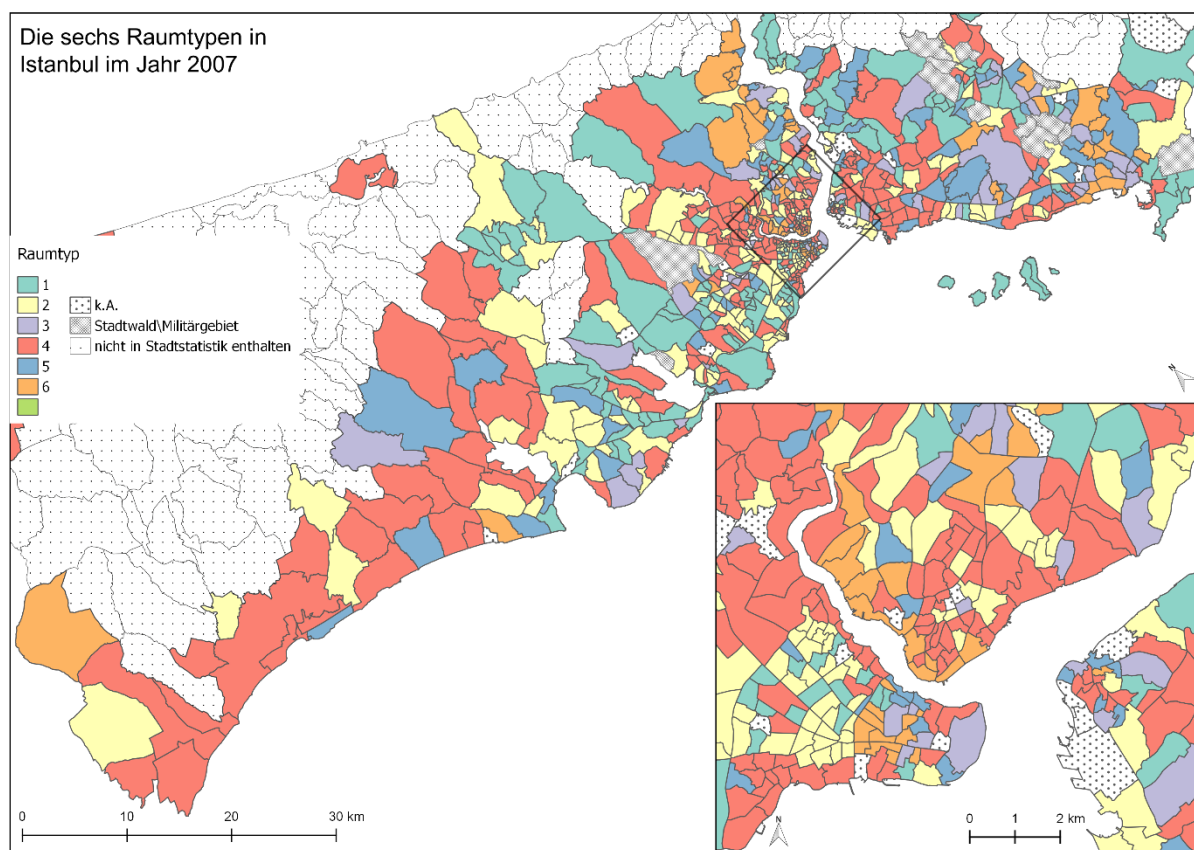 Die sechs Raumtypen in
Istanbul im Jahr 2007
Raumtyp
1
2
3
4
5
6
k.A.
Stadtwald\Militärgebiet
nicht in Stadtstatistik enthalten
N
0 10 20 30 km
N
0 1 2 km